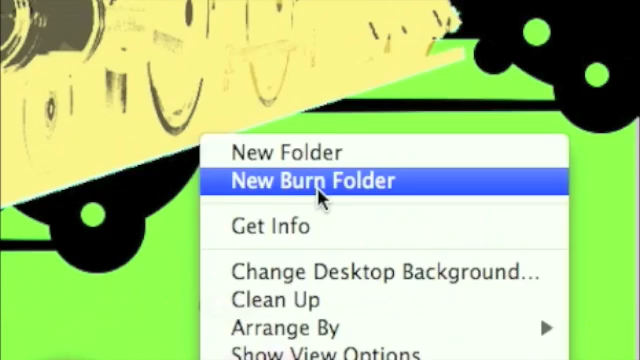 New Folder
New Burn Folder
Get Info
Change Desktop Background...
Clean Up
Arrange By
Show View Options